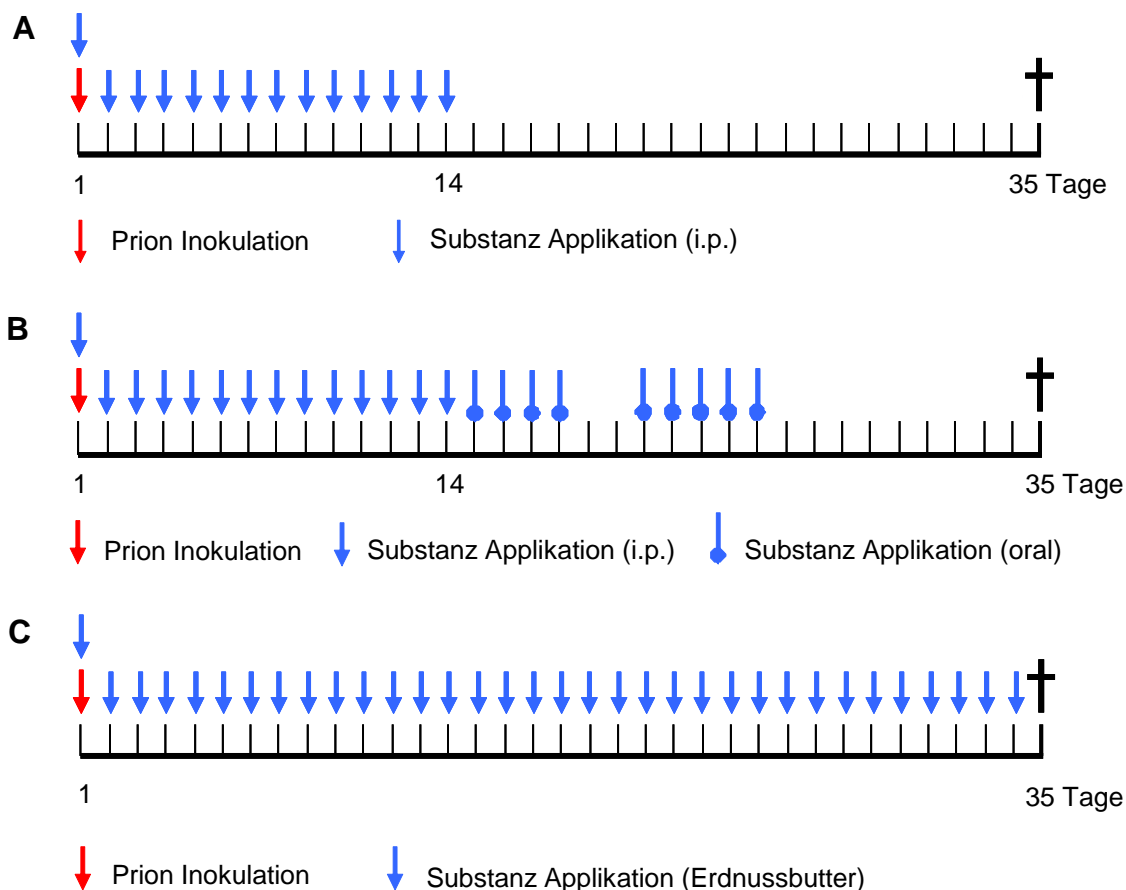 A
1 14 35 Tage
Prion Inokulation Substanz Applikation (i.p.)
B
1 14 35 Tage
Prion Inokulation Substanz Applikation (i.p.) Substanz Applikation (oral)
C
1 35 Tage
Prion Inokulation Substanz Applikation (Erdnussbutter)